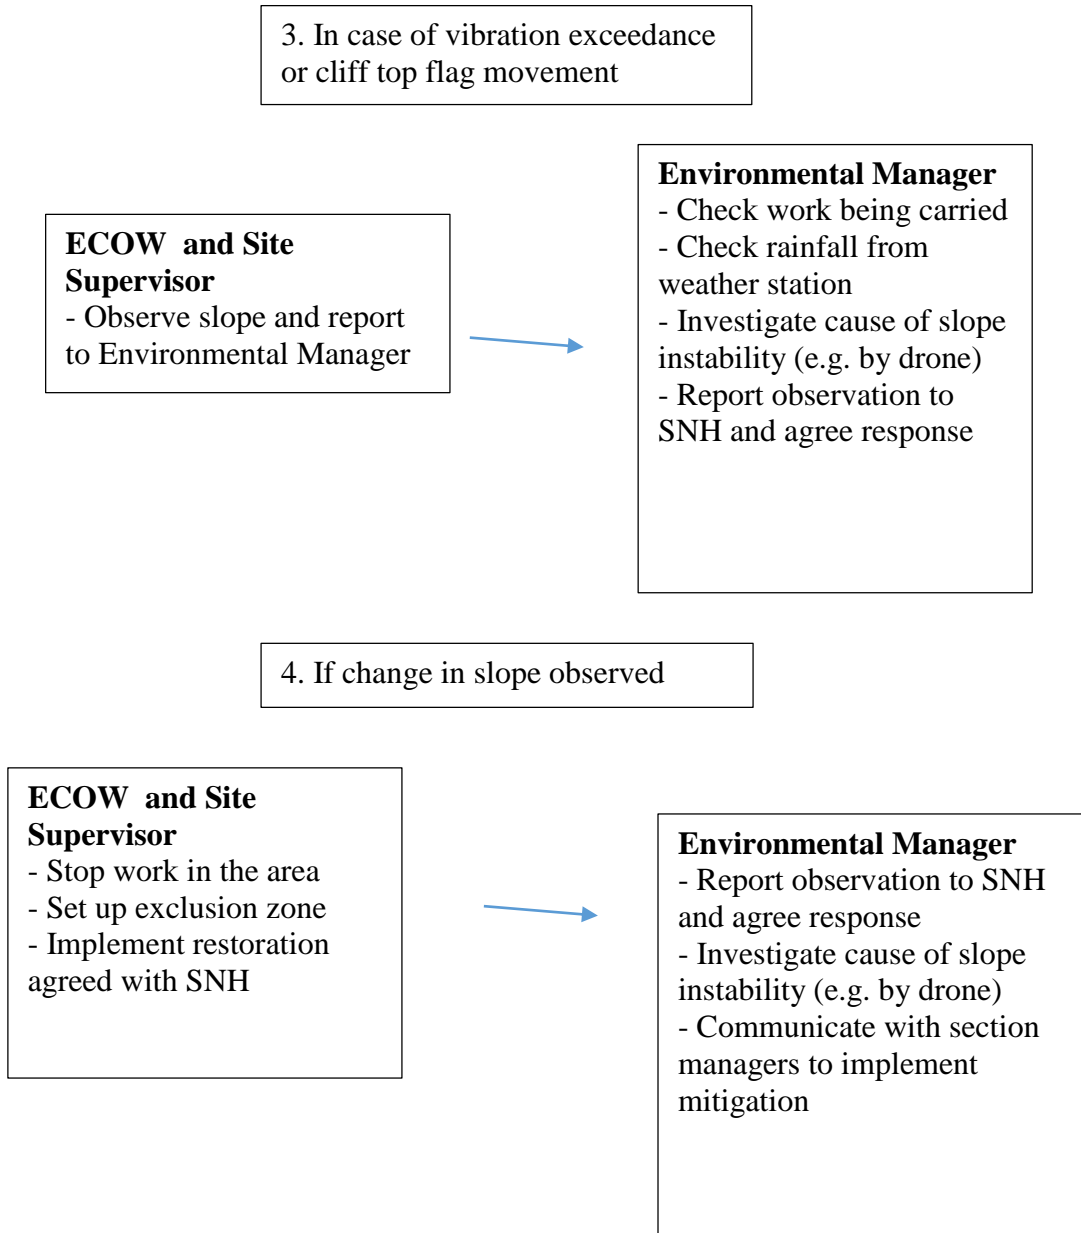 3. In case of vibration exceedance
or cliff top flag movement
ECOW  and Site
Supervisor
- Observe slope and report
to Environmental Manager
Environmental Manager
- Check work being carried
- Check rainfall from
weather station
- Investigate cause of slope
instability (e.g. by drone)
- Report observation to
SNH and agree response
4. If change in slope observed
ECOW  and Site
Supervisor
- Stop work in the area
- Set up exclusion zone
- Implement restoration
agreed with SNH
Environmental Manager
- Report observation to SNH
and agree response
- Investigate cause of slope
instability (e.g. by drone)
- Communicate with section
managers to implement
mitigation